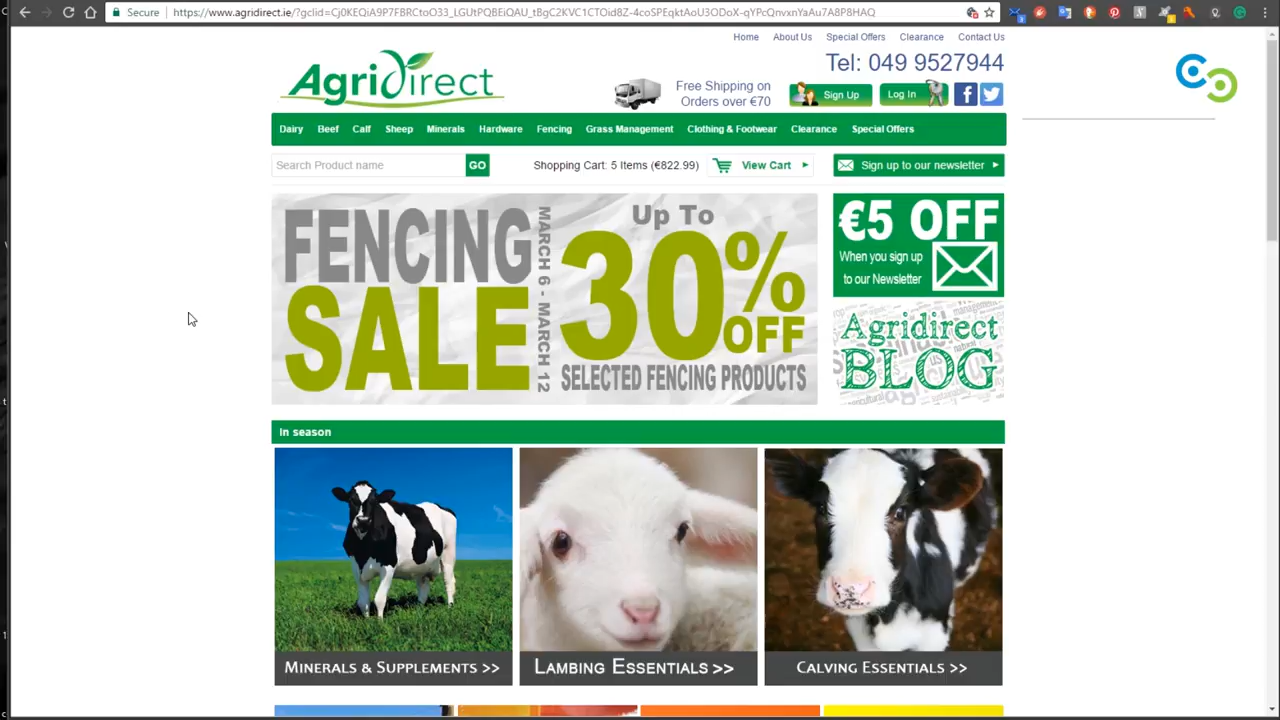 Secure
https://www.agridirect.ie/?gclid=Cj0KEQiA9P7FBRCtoO33_LGUtPQBEiQAU_tBgC2KVC1CTOid8Z-4coSPEqktAoU3ODoX-qYPcQnvxnYaAu7A8P8HAQ
Home About Us Special Offers Clearance Contact Us
Agridirect
Tel: 049 9527944
Free Shipping on
Orders over €70
Sign Up
Log In
Dairy Beef Calf Sheep Minerals Hardware Fencing Grass Management Clothing & Footwear Clearance Special Offers
Search Product name
GO
Shopping Cart: 5 Items (€822.99)
View Cart
Sign up to our newsletter
FENCING
SALE
MARCH 6 - MARCH 12
Up To
30%
OFF
SELECTED FENCING PRODUCTS
€5 OFF
When you sign up
to our Newsletter
Agridirect
BLOG
In season
MINERALS & SUPPLEMENTS >>
LAMBING ESSENTIALS >>
CALVING ESSENTIALS >>